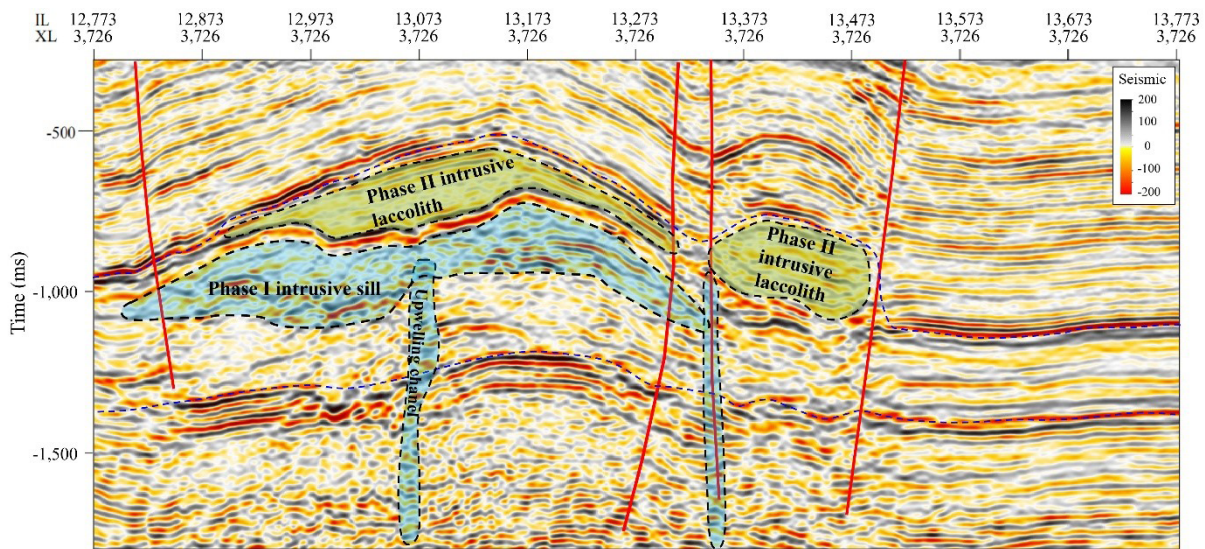 IL 12,773 12,873 12,973 13,073 13,173 13,273 13,373 13,473 13,573 13,673 13,773
XL 3,726 3,726 3,726 3,726 3,726 3,726 3,726 3,726 3,726 3,726 3,726
Seismic
200
100
0
-100
-200
-500
Phase II intrusive
laccolith
Phase II
intrusive
laccolith
Phase I intrusive sill
-1,000
Time (ms)
Upwelling chanel
-1,500